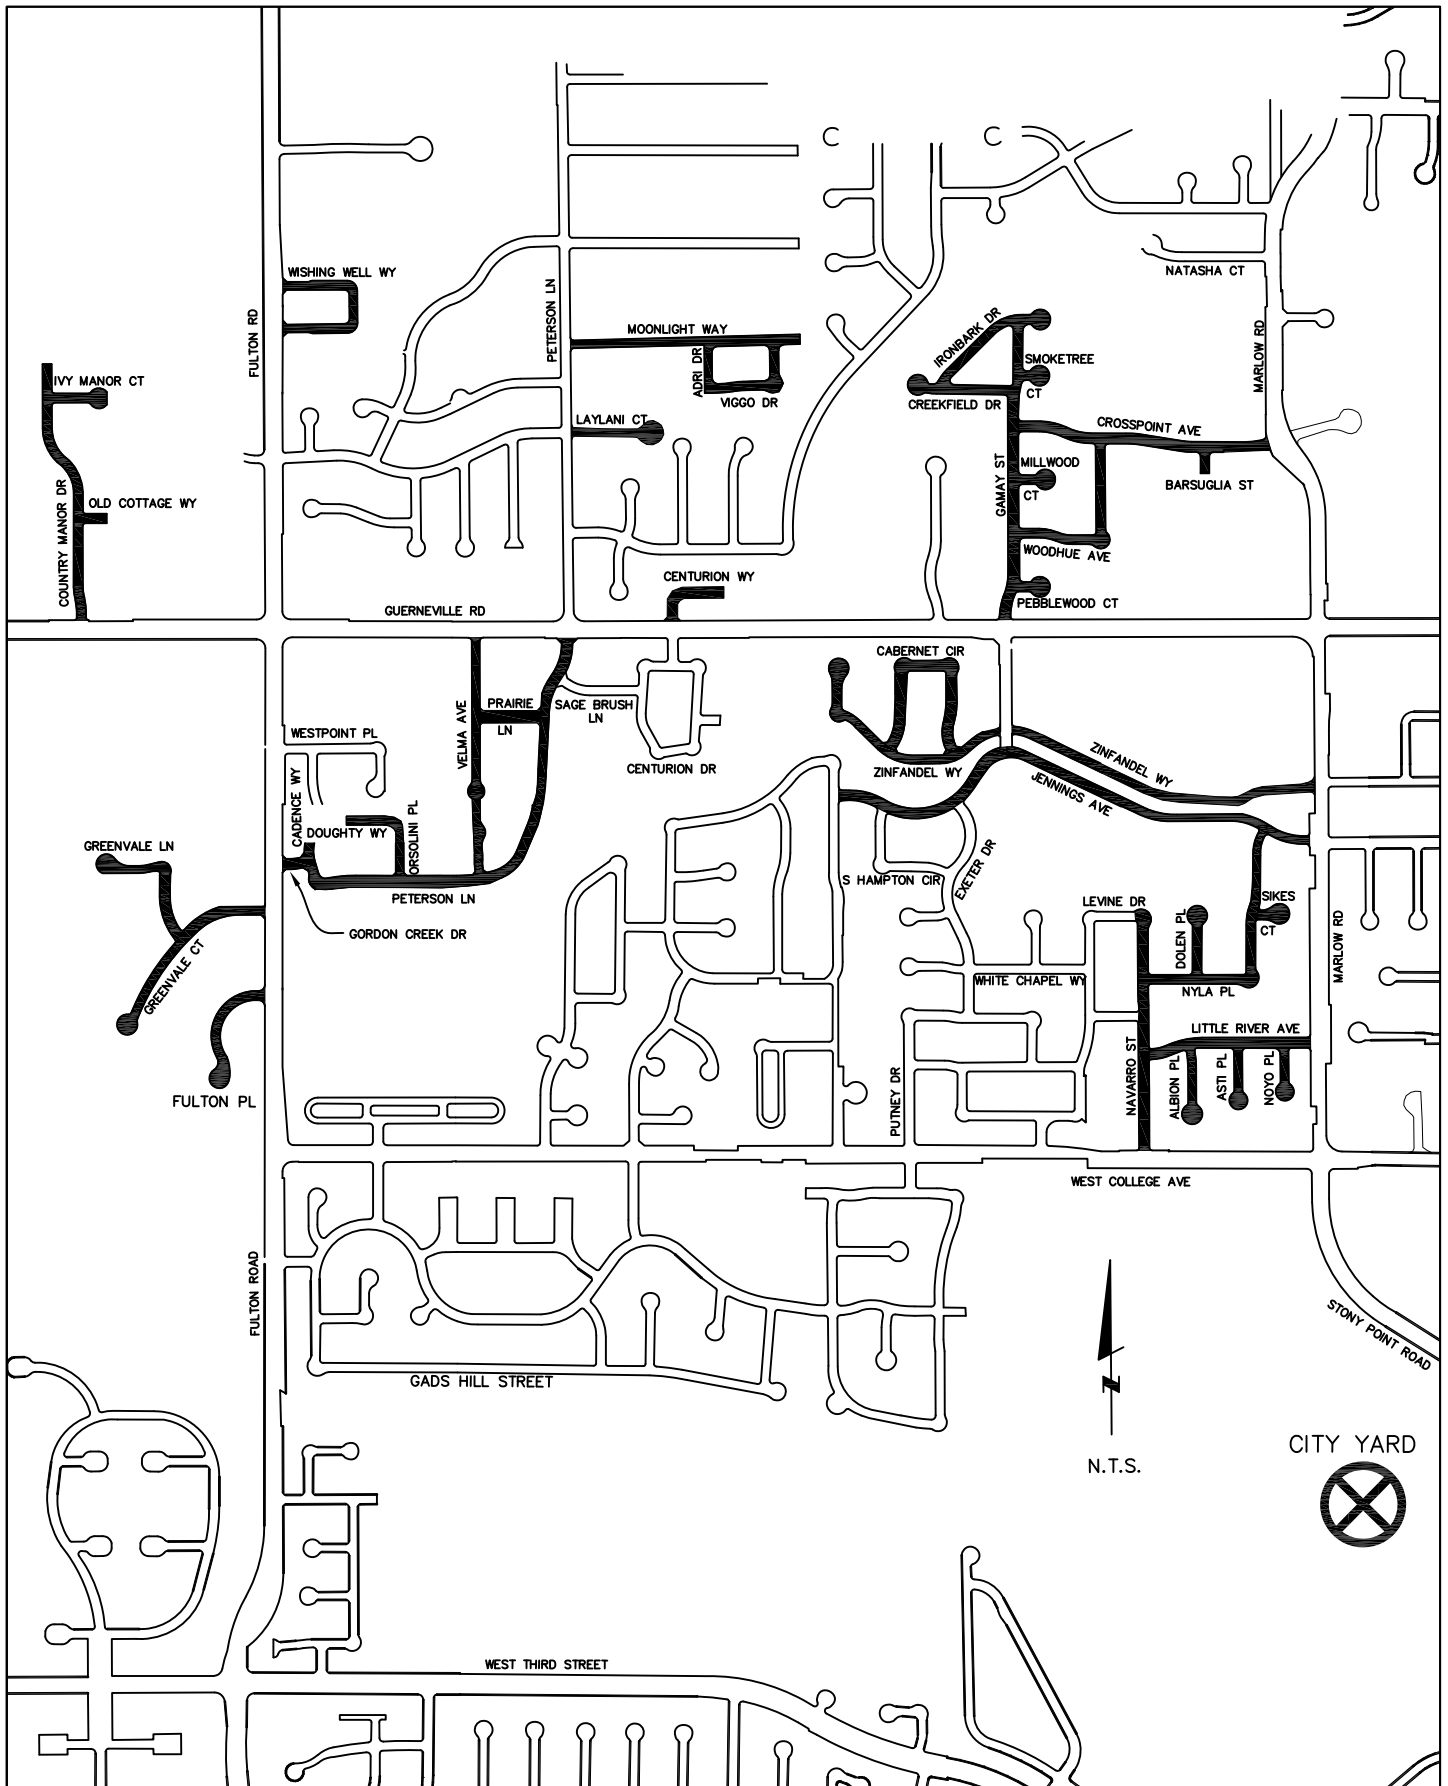 WISHING WELL WY
NATASHA CT
FULTON RD
PETERSON LN
MOONLIGHT WAY
IRONBARK DR
MARLOW RD
IVY MANOR CT
ADRI DR
VIGGO DR
SMOKETREE
CT
CREEKFIELD DR
LAYLANI CT
CROSSPOINT AVE
GAMAY ST
MILLWOOD
CT
BARSUGLIA ST
COUNTRY MANOR DR
OLD COTTAGE WY
WOODHUE AVE
CENTURION WY
PEBBLEWOOD CT
GUERNEVILLE RD
CABERNET CIR
VELMA AVE
PRAIRIE
LN
SAGE BRUSH
LN
WESTPOINT PL
CENTURION DR
ZINFANDEL WY
ZINFANDEL WY
JENNINGS AVE
CADENCE WY
DOUGHTY WY
ORSOLINI PL
GREENVALE LN
S HAMPTON CIR
EXETER DR
PETERSON LN
GORDON CREEK DR
GREENVALE CT
LEVINE DR
DOLEN PL
SIKES
CT
MARLOW RD
WHITE CHAPEL WY
NYLA PL
LITTLE RIVER AVE
FULTON PL
PUTNEY DR
NAVARRO ST
ALBION PL
ASTI PL
NOYO PL
WEST COLLEGE AVE
FULTON ROAD
STONY POINT ROAD
GADS HILL STREET
N.T.S.
CITY YARD
WEST THIRD STREET